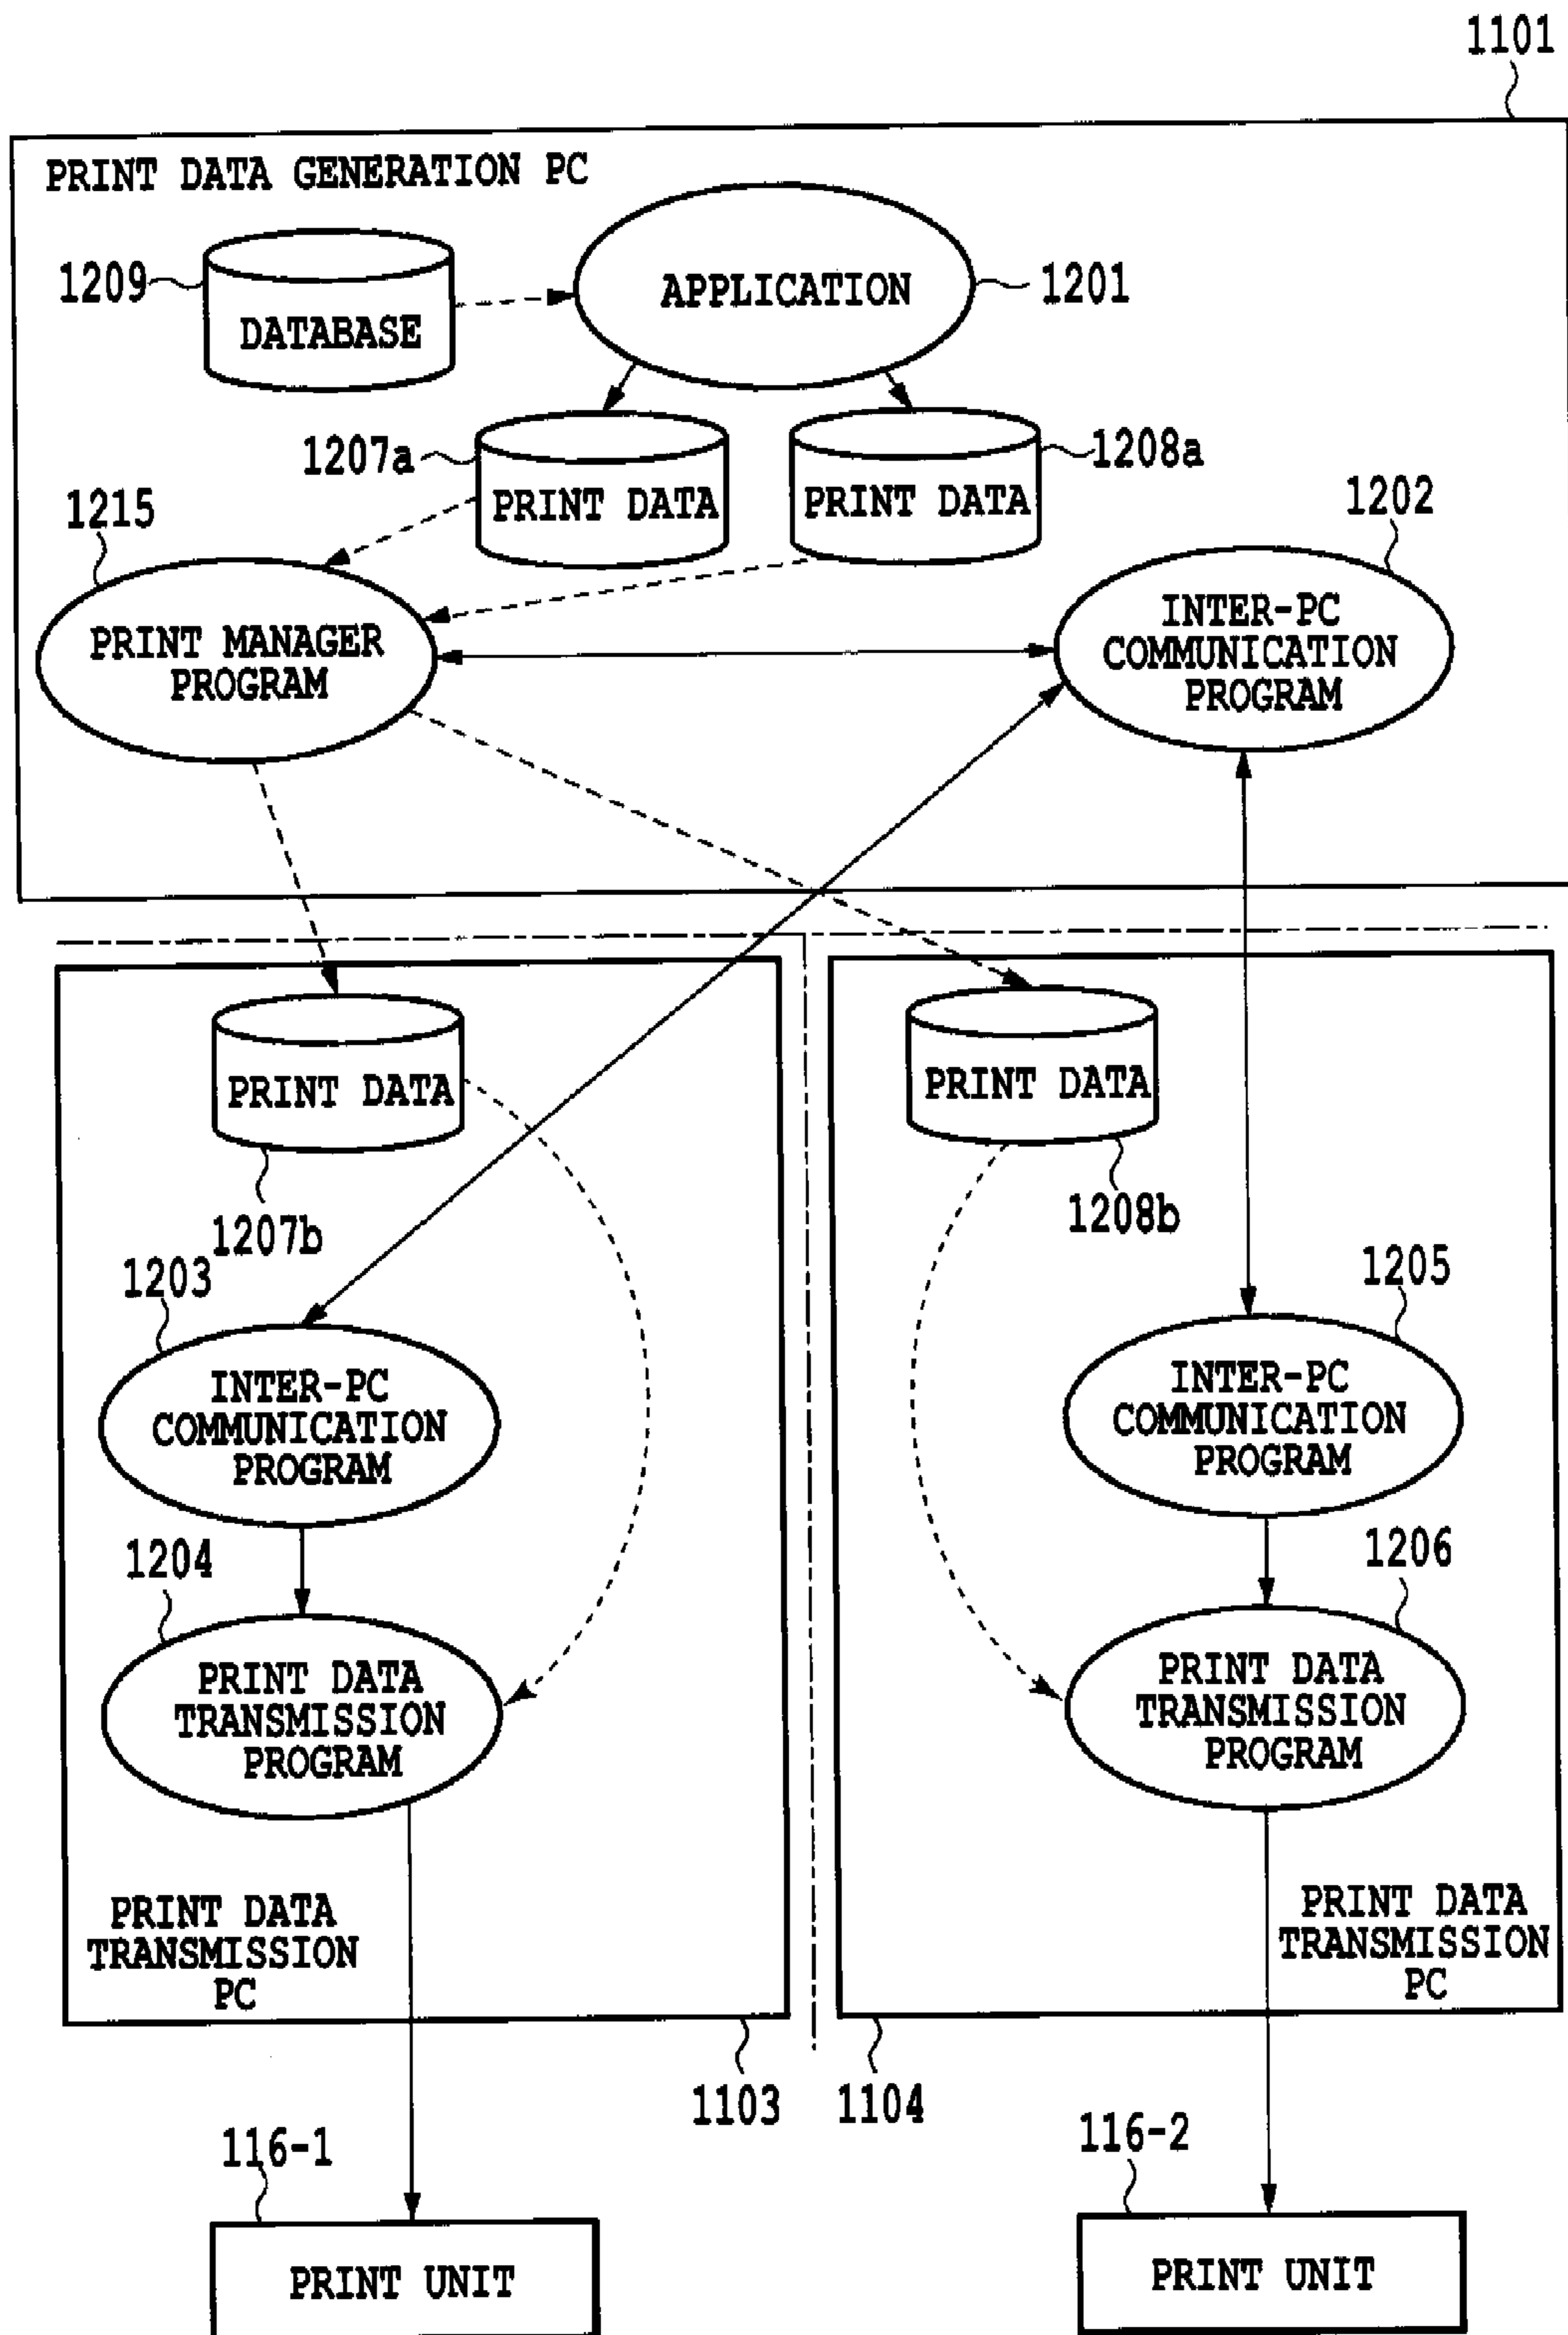 1101
PRINT DATA GENERATION PC
1209
DATABASE
APPLICATION
1201
1207a
PRINT DATA
1208a
PRINT DATA
1215
PRINT MANAGER
PROGRAM
1202
INTER-PC
COMMUNICATION
PROGRAM
PRINT DATA
1207b
PRINT DATA
1208b
1203
INTER-PC
COMMUNICATION
PROGRAM
1205
INTER-PC
COMMUNICATION
PROGRAM
1204
PRINT DATA
TRANSMISSION
PROGRAM
1206
PRINT DATA
TRANSMISSION
PROGRAM
PRINT DATA
TRANSMISSION
PC
PRINT DATA
TRANSMISSION
PC
1103
1104
116-1
PRINT UNIT
116-2
PRINT UNIT